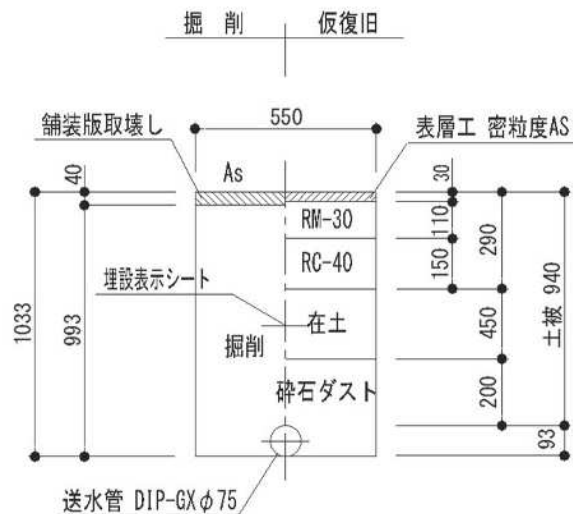 掘 削 仮復旧
舗装版取壊し
550
表層工 密粒度AS
As
40
30
RM-30
110
290
RC-40
150
埋設表示シート
在土
掘削
1033
993
450
土被 940
砕石ダスト
200
93
送水管 DIP-GXφ75